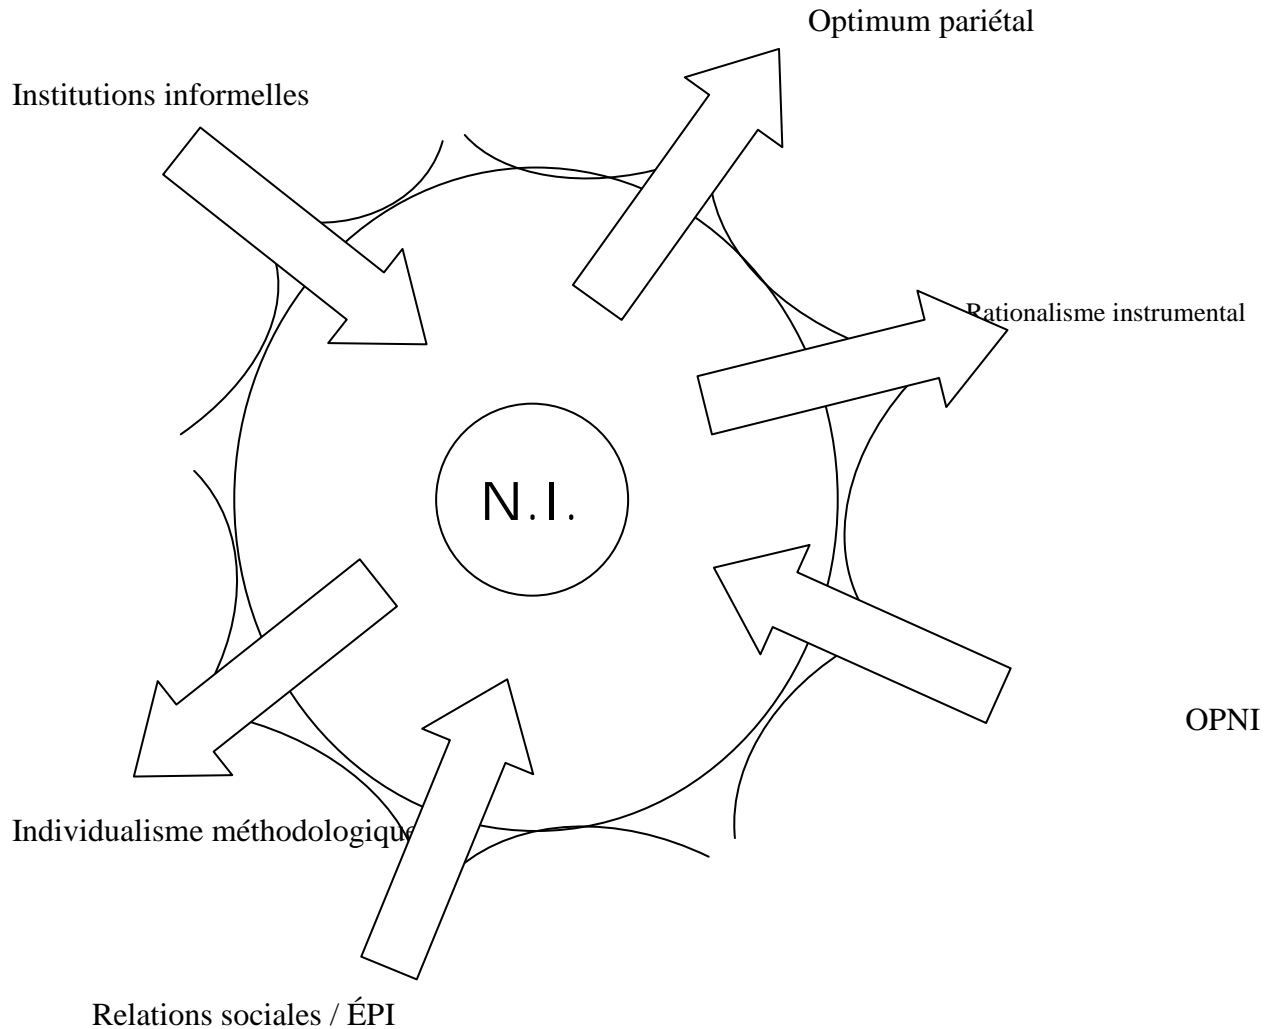 Optimum pariétal
Institutions informelles
Rationalisme instrumental
N.I.
OPNI
Individualisme méthodologique
Relations sociales / ÉPI